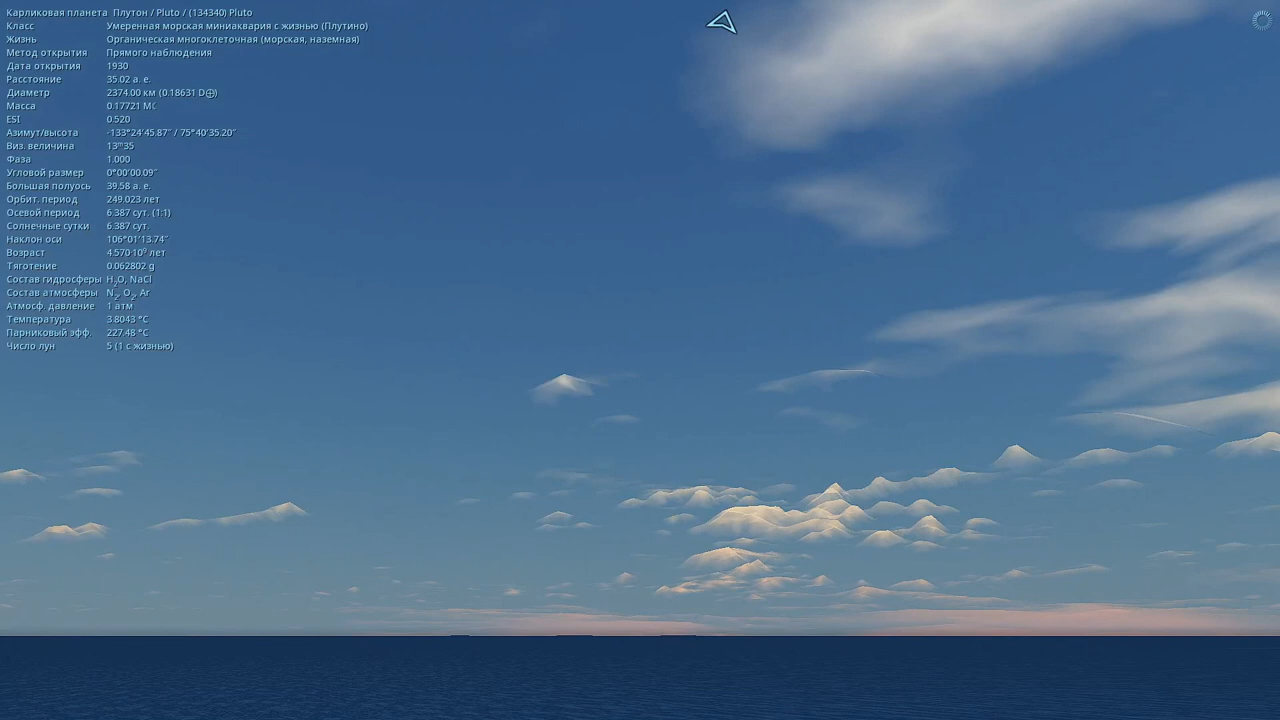 Карликовая планета Плутон / Pluto / (134340) Pluto
Класс Умеренная морская миниаквария с жизнью (Плутино)
Жизнь Органическая многоклеточная (морская, наземная)
Метод открытия Прямого наблюдения
Дата открытия 1930
Расстояние 35.02 а. е.
Диаметр 2374.00 км (0.18631 D⊕)
Масса 0.17721 M☾
ESI 0.520
Азимут/высота -133°24′45.87″ / 75°40′35.20″
Виз. величина 13ᵐ35
Фаза 1.000
Угловой размер 0°00′00.09″
Большая полуось 39.58 а. е.
Орбит. период 249.023 лет
Осевой период 6.387 сут. (1:1)
Солнечные сутки 6.387 сут.
Наклон оси 106°01′13.74″
Возраст 4.570·10⁹ лет
Тяготение 0.062802 g
Состав гидросферы H₂O, NaCl
Состав атмосферы N₂, O₂, Ar
Атмосф. давление 1 атм
Температура 3.8043 °C
Парниковый эфф. 227.48 °C
Число лун 5 (1 с жизнью)